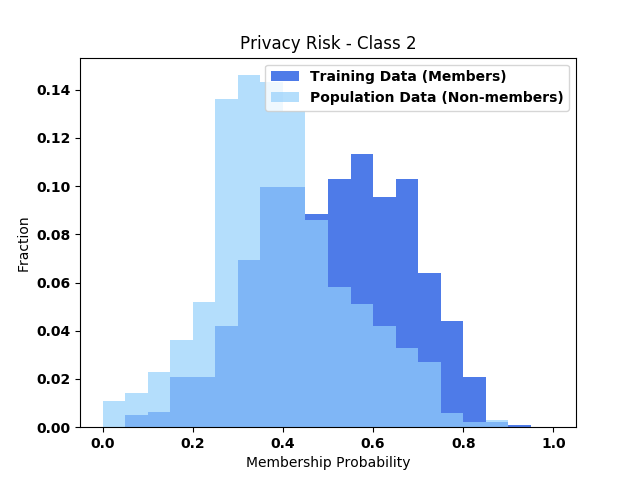 Privacy Risk - Class 2
Training Data (Members)
Population Data (Non-members)
0.14
0.12
0.10
0.08
0.06
0.04
0.02
0.00
Fraction
0.0 0.2 0.4 0.6 0.8 1.0
Membership Probability